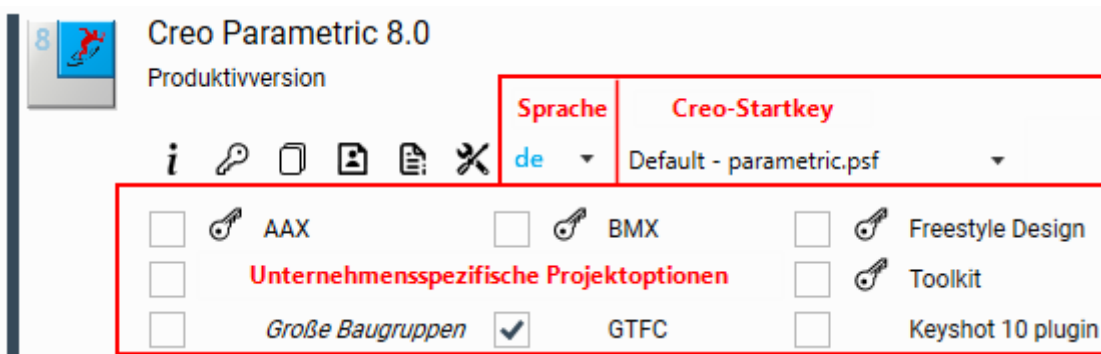 8
Creo Parametric 8.0
Produktivversion
Sprache Creo-Startkey
de Default - parametric.psf
AAX BMX Freestyle Design
Unternehmensspezifische Projektoptionen Toolkit
Große Baugruppen GTFC Keyshot 10 plugin